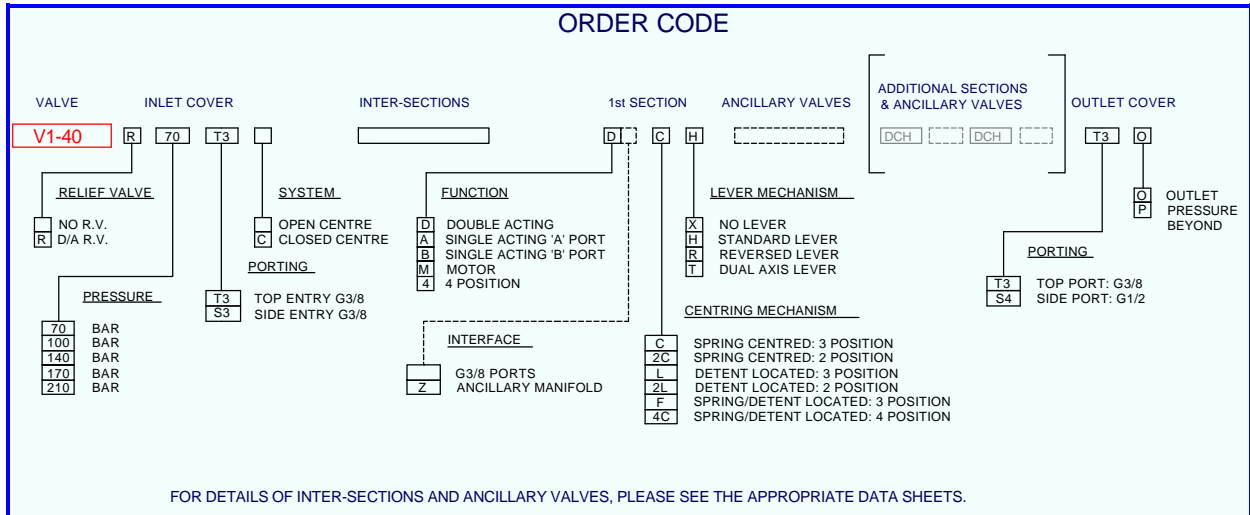 ORDER CODE
VALVE
INLET COVER
INTER-SECTIONS
1st SECTION
ANCILLARY VALVES
ADDITIONAL SECTIONS
& ANCILLARY VALVES
OUTLET COVER
V1-40 R 70 T3 D C H DCH DCH T3 O
RELIEF VALVE
NO R.V.
R D/A R.V.
PRESSURE
70 BAR
100 BAR
140 BAR
170 BAR
210 BAR
SYSTEM
OPEN CENTRE
C CLOSED CENTRE
PORTING
T3 TOP ENTRY G3/8
S3 SIDE ENTRY G3/8
FUNCTION
D DOUBLE ACTING
A SINGLE ACTING 'A' PORT
B SINGLE ACTING 'B' PORT
M MOTOR
4 4 POSITION
INTERFACE
G3/8 PORTS
Z ANCILLARY MANIFOLD
LEVER MECHANISM
X NO LEVER
H STANDARD LEVER
R REVERSED LEVER
T DUAL AXIS LEVER
CENTRING MECHANISM
C SPRING CENTRED: 3 POSITION
2C SPRING CENTRED: 2 POSITION
L DETENT LOCATED: 3 POSITION
2L DETENT LOCATED: 2 POSITION
F SPRING/DETENT LOCATED: 3 POSITION
4C SPRING/DETENT LOCATED: 4 POSITION
O OUTLET
P PRESSURE
BEYOND
PORTING
T3 TOP PORT: G3/8
S4 SIDE PORT: G1/2
FOR DETAILS OF INTER-SECTIONS AND ANCILLARY VALVES, PLEASE SEE THE APPROPRIATE DATA SHEETS.